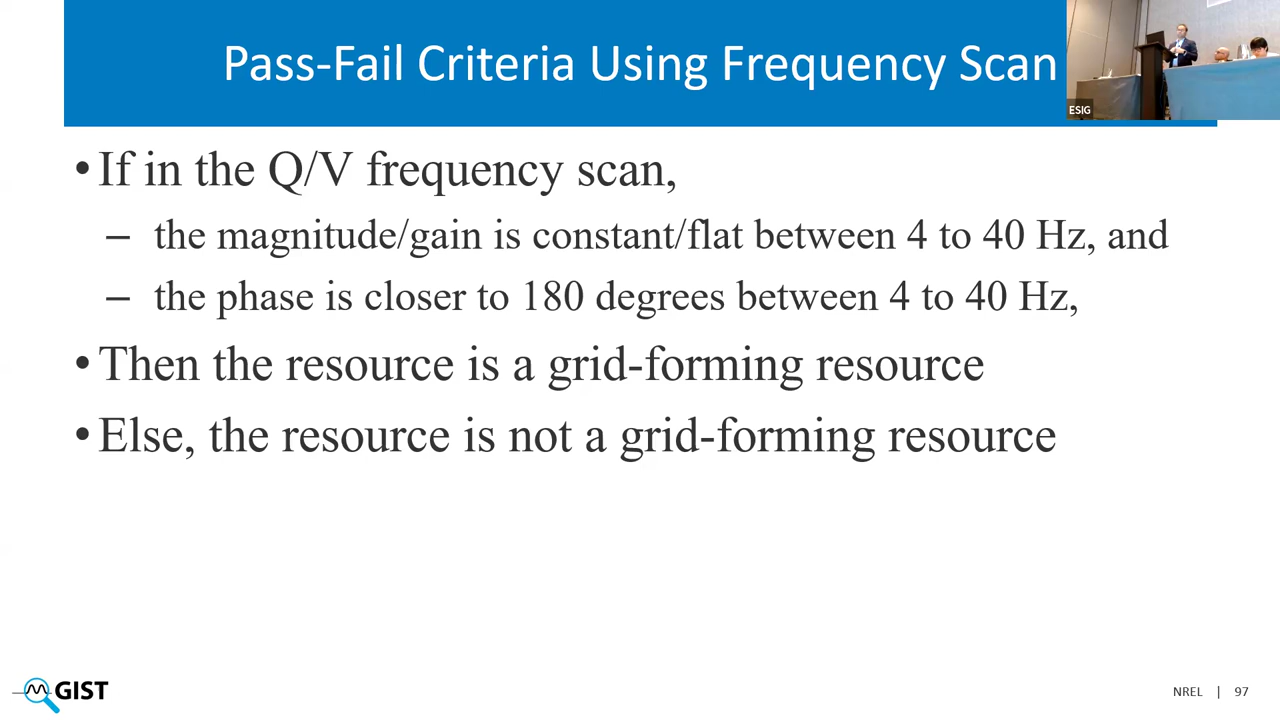 Pass-Fail Criteria Using Frequency Scan
ESIG
•If in the Q/V frequency scan,
– the magnitude/gain is constant/flat between 4 to 40 Hz, and
– the phase is closer to 180 degrees between 4 to 40 Hz,
•Then the resource is a grid-forming resource
•Else, the resource is not a grid-forming resource
GIST
NREL | 97